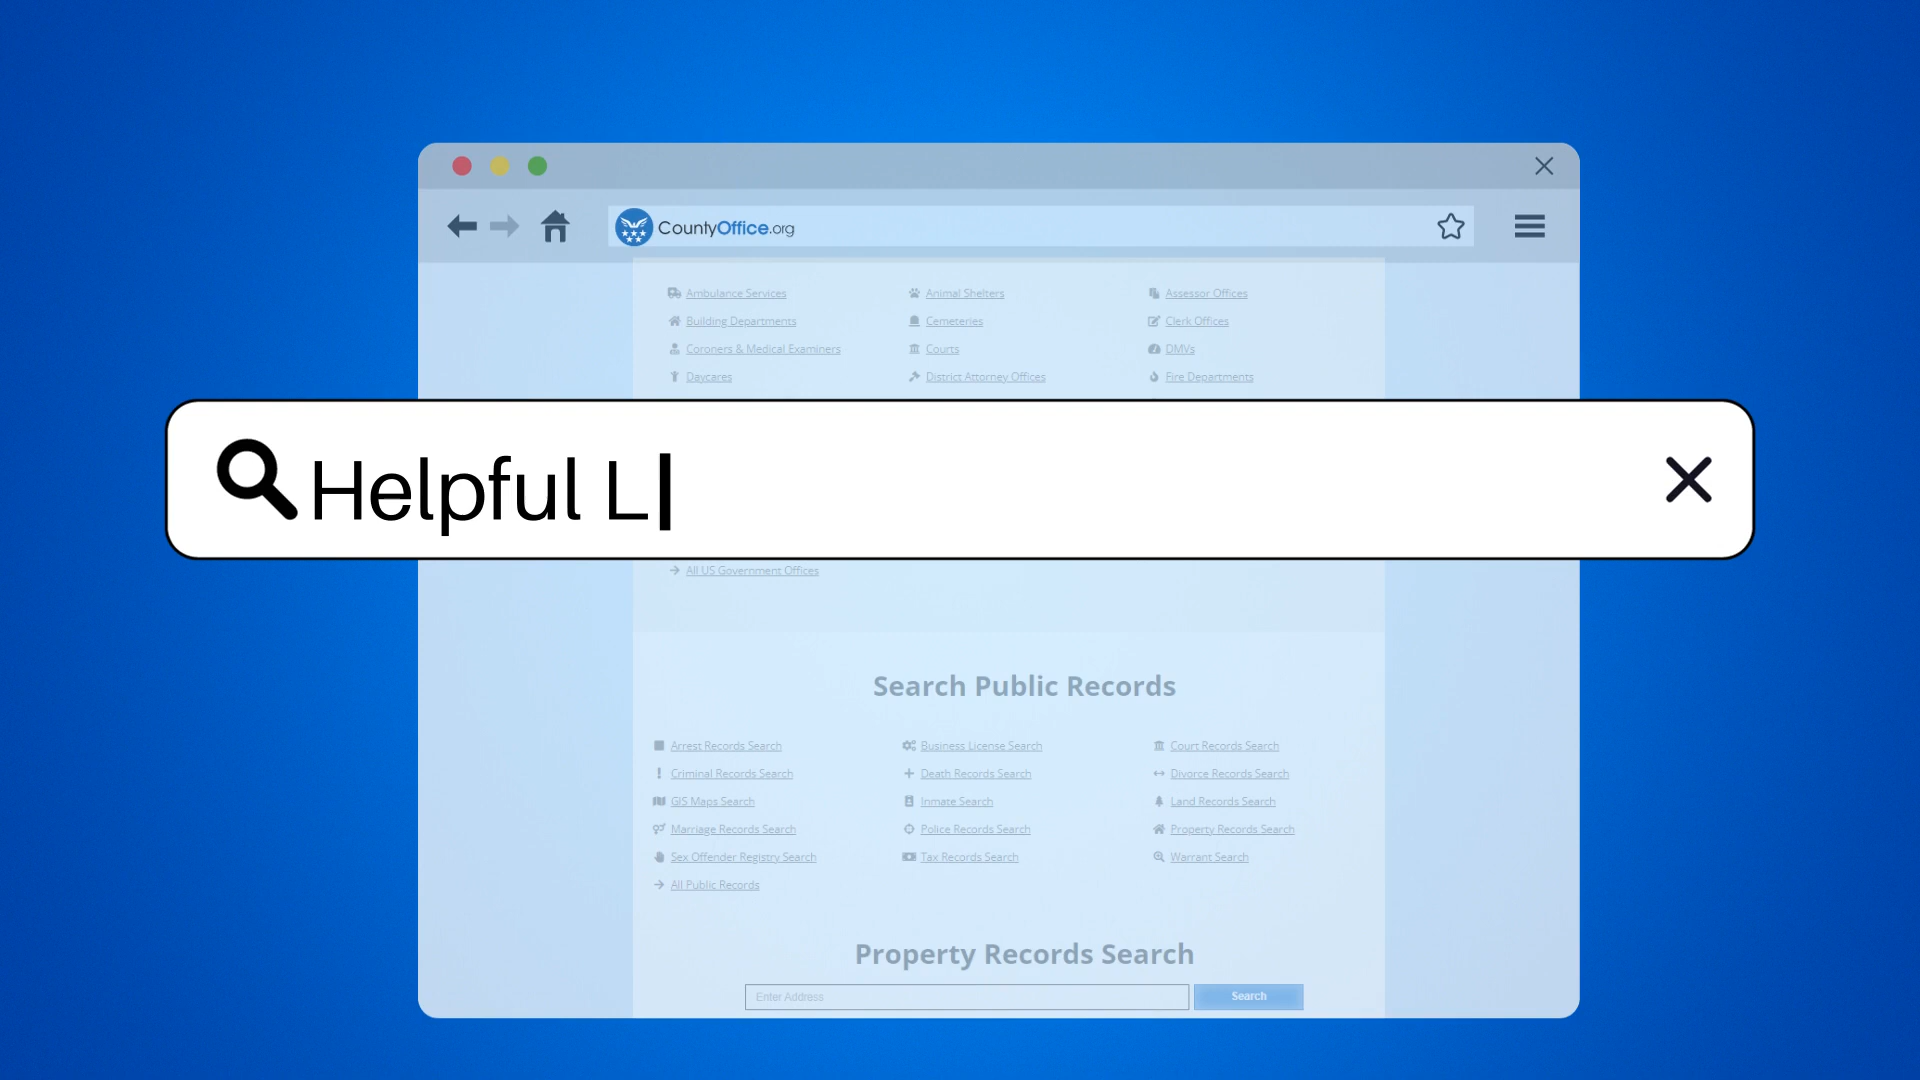 CountyOffice.org
Ambulance Services Animal Shelters Assessor Offices
Building Departments Cemeteries Clerk Offices
Coroners & Medical Examiners Courts DMVs
Daycares District Attorney Offices Fire Departments
Helpful L
All US Government Offices
Search Public Records
Arrest Records Search Business License Search Court Records Search
Criminal Records Search Death Records Search Divorce Records Search
GIS Maps Search Inmate Search Land Records Search
Marriage Records Search Police Records Search Property Records Search
Sex Offender Registry Search Tax Records Search Warrant Search
All Public Records
Property Records Search
Enter Address Search